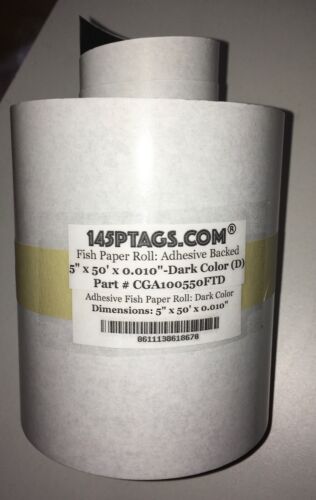 145PTAGS.COM®
Fish Paper Roll: Adhesive Backed
5" x 50' x 0.010"-Dark Color (D)
Part # CGA100550FTD
Adhesive Fish Paper Roll: Dark Color
Dimensions: 5" x 50' x 0.010"
8611138618678